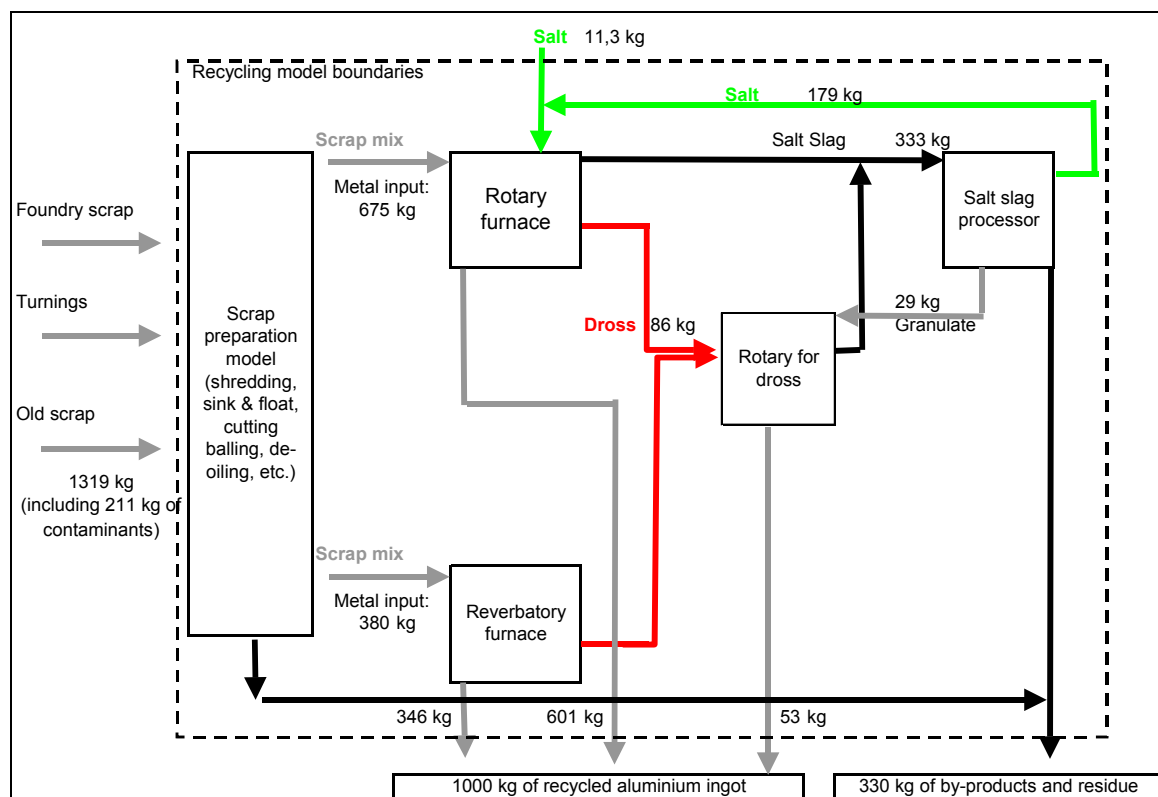 Salt 11,3 kg
Recycling model boundaries
Salt 179 kg
Scrap mix
Salt Slag 333 kg
Metal input:
675 kg
Rotary
furnace
Salt slag
processor
Foundry scrap
29 kg
Granulate
Turnings
Scrap
preparation
model
(shredding,
sink & float,
cutting
balling, de-
oiling, etc.)
Dross 86 kg
Rotary for
dross
Old scrap
1319 kg
(including 211 kg of
contaminants)
Scrap mix
Metal input:
380 kg
Reverbatory
furnace
346 kg
601 kg
53 kg
1000 kg of recycled aluminium ingot
330 kg of by-products and residue